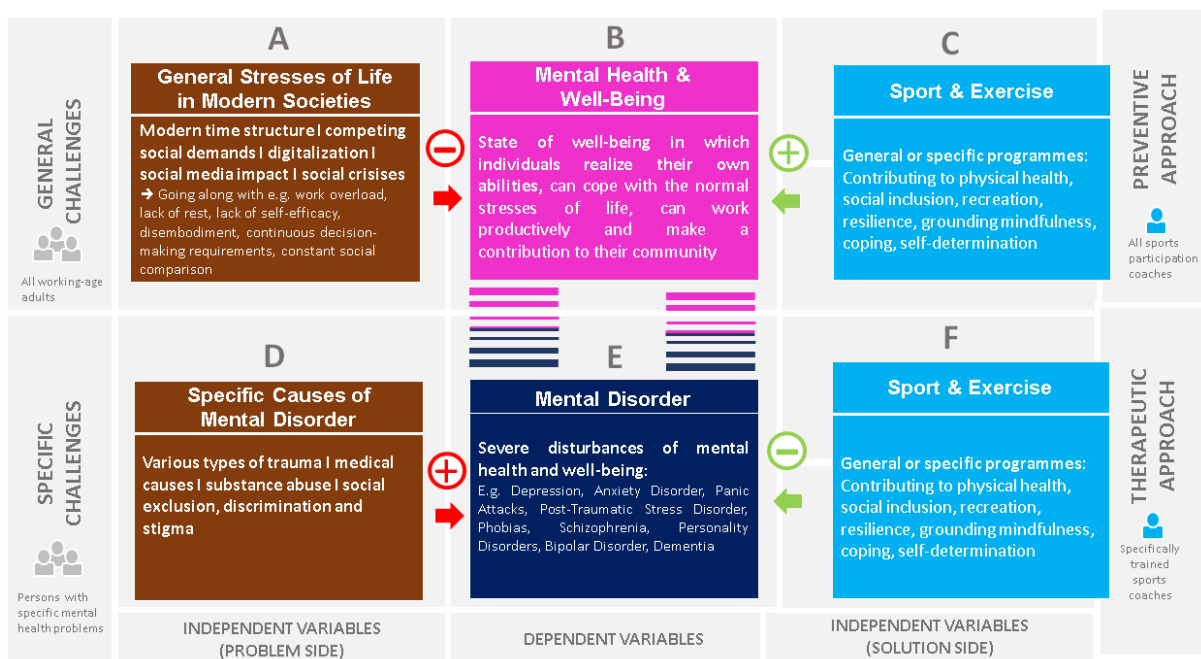 A
General Stresses of Life
in Modern Societies
Modern time structure I competing
social demands I digitalization I
social media impact I social crisises
➔ Going along with e.g. work overload,
lack of rest, lack of self-efficacy,
disembodiment, continuous decision-
making requirements, constant social
comparison
B
Mental Health &
Well-Being
State of well-being in which
individuals realize their own
abilities, can cope with the normal
stresses of life, can work
productively and make a
contribution to their community
C
Sport & Exercise
General or specific programmes:
Contributing to physical health,
social inclusion, recreation,
resilience, grounding mindfulness,
coping, self-determination
GENERAL
CHALLENGES
All working-age
adults
PREVENTIVE
APPROACH
All sports
participation
coaches
D
Specific Causes of
Mental Disorder
Various types of trauma I medical
causes I substance abuse I social
exclusion, discrimination and
stigma
E
Mental Disorder
Severe disturbances of mental
health and well-being:
E.g. Depression, Anxiety Disorder, Panic
Attacks, Post-Traumatic Stress Disorder,
Phobias, Schizophrenia, Personality
Disorders, Bipolar Disorder, Dementia
F
Sport & Exercise
General or specific programmes:
Contributing to physical health,
social inclusion, recreation,
resilience, grounding mindfulness,
coping, self-determination
SPECIFIC
CHALLENGES
Persons with
specific mental
health problems
THERAPEUTIC
APPROACH
Specifically
trained
sports
coaches
INDEPENDENT VARIABLES
(PROBLEM SIDE)
DEPENDENT VARIABLES
INDEPENDENT VARIABLES
(SOLUTION SIDE)